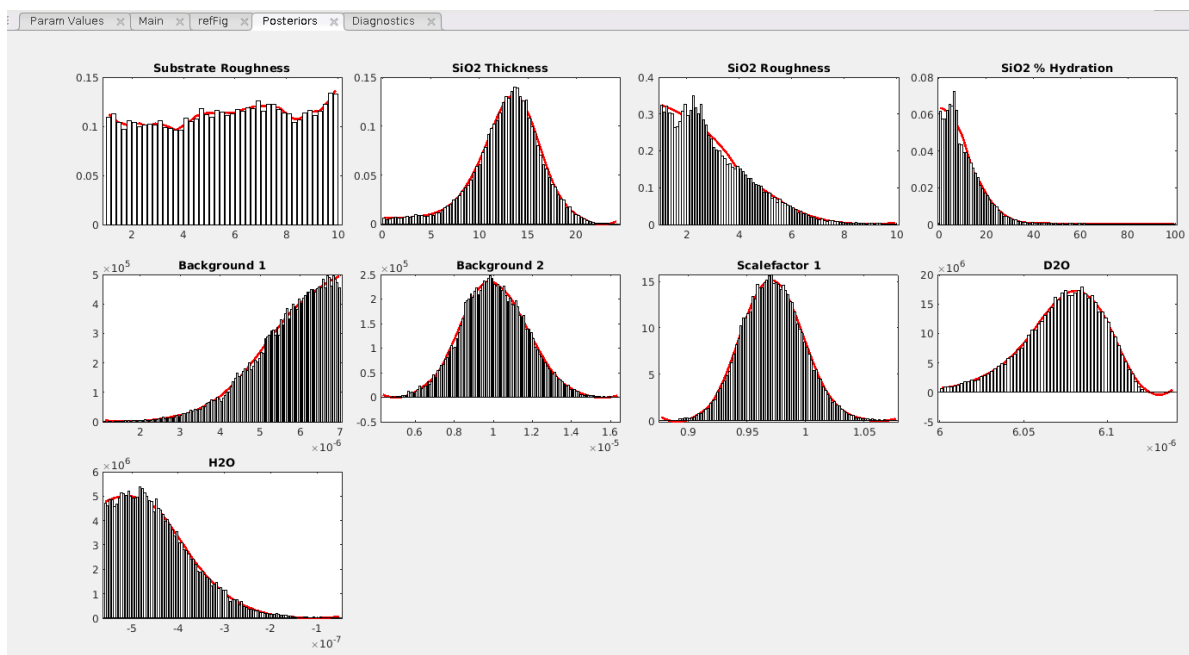 Param Values Main refFig Posteriors Diagnostics
Substrate Roughness
0.15
0.1
0.05
0
2 4 6 8 10
SiO2 Thickness
0.15
0.1
0.05
0
0 5 10 15 20
SiO2 Roughness
0.4
0.3
0.2
0.1
0
2 4 6 8 10
SiO2 % Hydration
0.08
0.06
0.04
0.02
0
0 20 40 60 80 100
Background 1
×10^5
5
4
3
2
1
0
2 3 4 5 6 7
×10^-6
Background 2
×10^5
2.5
2
1.5
1
0.5
0
-0.5
0.6 0.8 1 1.2 1.4 1.6
×10^-5
Scalefactor 1
15
10
5
0
0.9 0.95 1 1.05
D2O
×10^6
20
15
10
5
0
-5
6 6.05 6.1
×10^-6
H2O
×10^6
6
5
4
3
2
1
0
-5 -4 -3 -2 -1
×10^-7